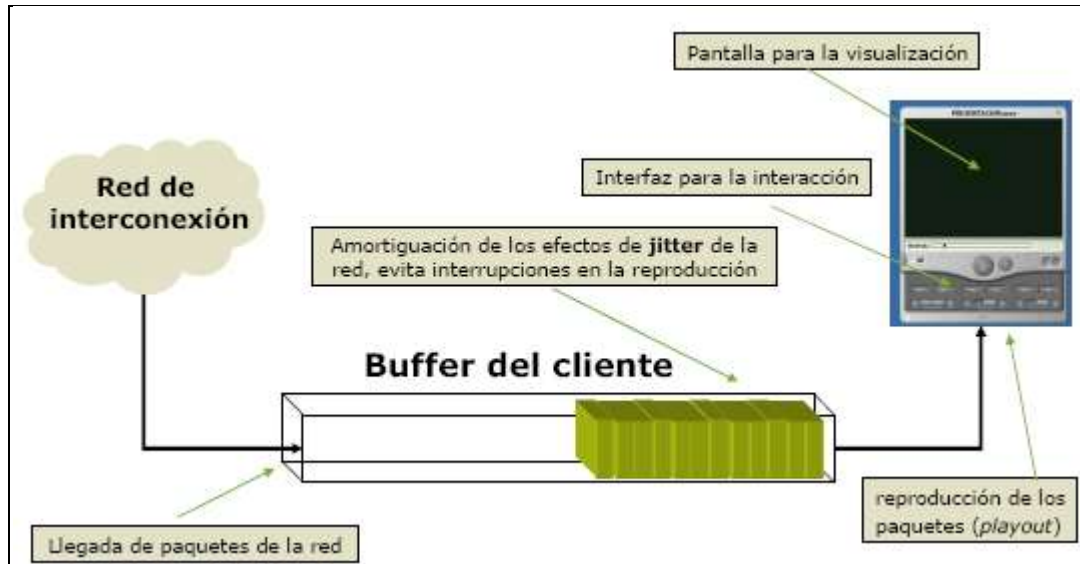 Pantalla para la visualización
Red de
interconexión
Interfaz para la interacción
Amortiguación de los efectos de jitter de la
red, evita interrupciones en la reproducción
Buffer del cliente
Llegada de paquetes de la red
reproducción de los
paquetes (playout)